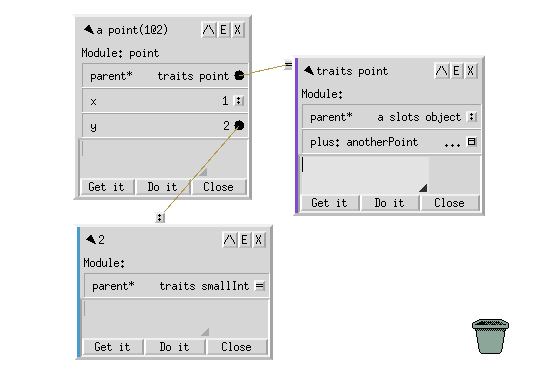 a point(102) /\ E X
Module: point
parent* traits point
x 1
y 2
Get it Do it Close
traits point /\ E X
Module:
parent* a slots object
plus: anotherPoint ...
Get it Do it Close
2 /\ E X
Module:
parent* traits smallInt
Get it Do it Close